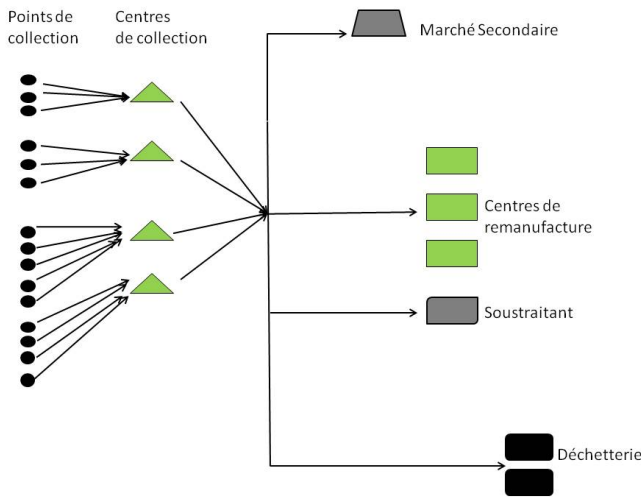 Points de
collection
Centres
de collection
Marché Secondaire
Centres de
remanufacture
Soustraitant
Déchetterie